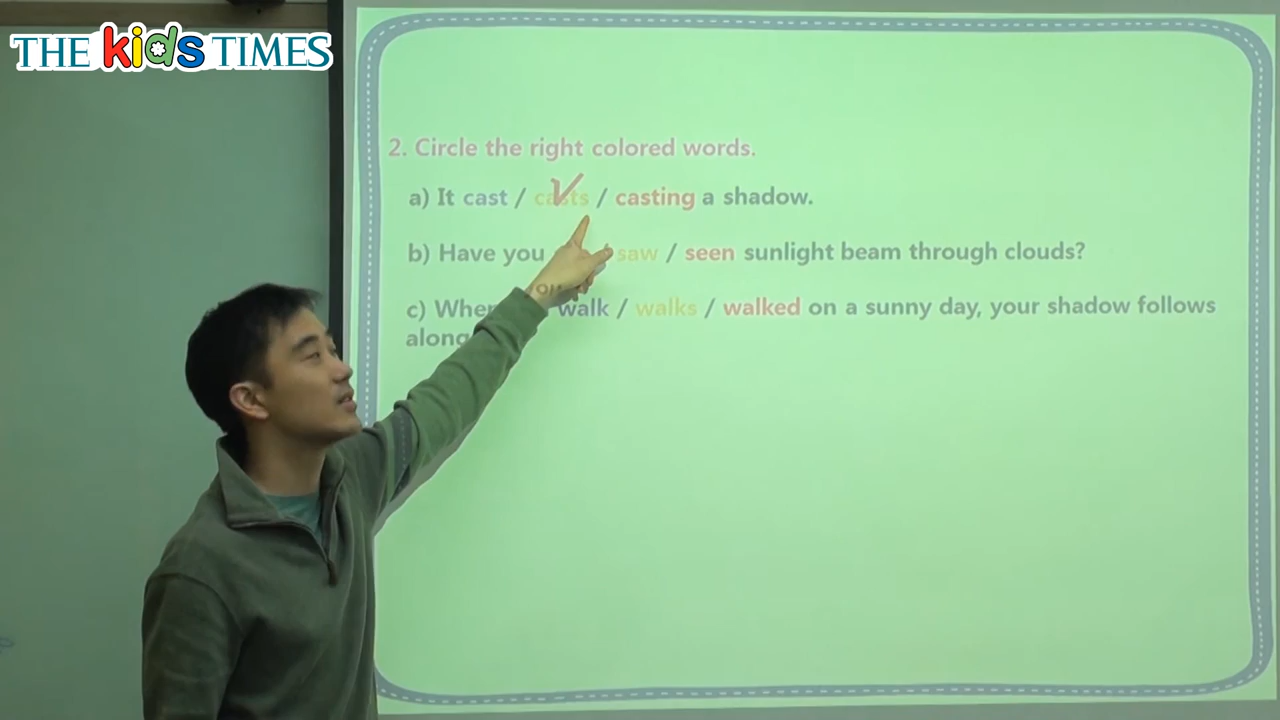 THE kids TIMES
2. Circle the right colored words.
a) It cast / casts / casting a shadow.
b) Have you / saw / seen sunlight beam through clouds?
c) When walk / walks / walked on a sunny day, your shadow follows
along